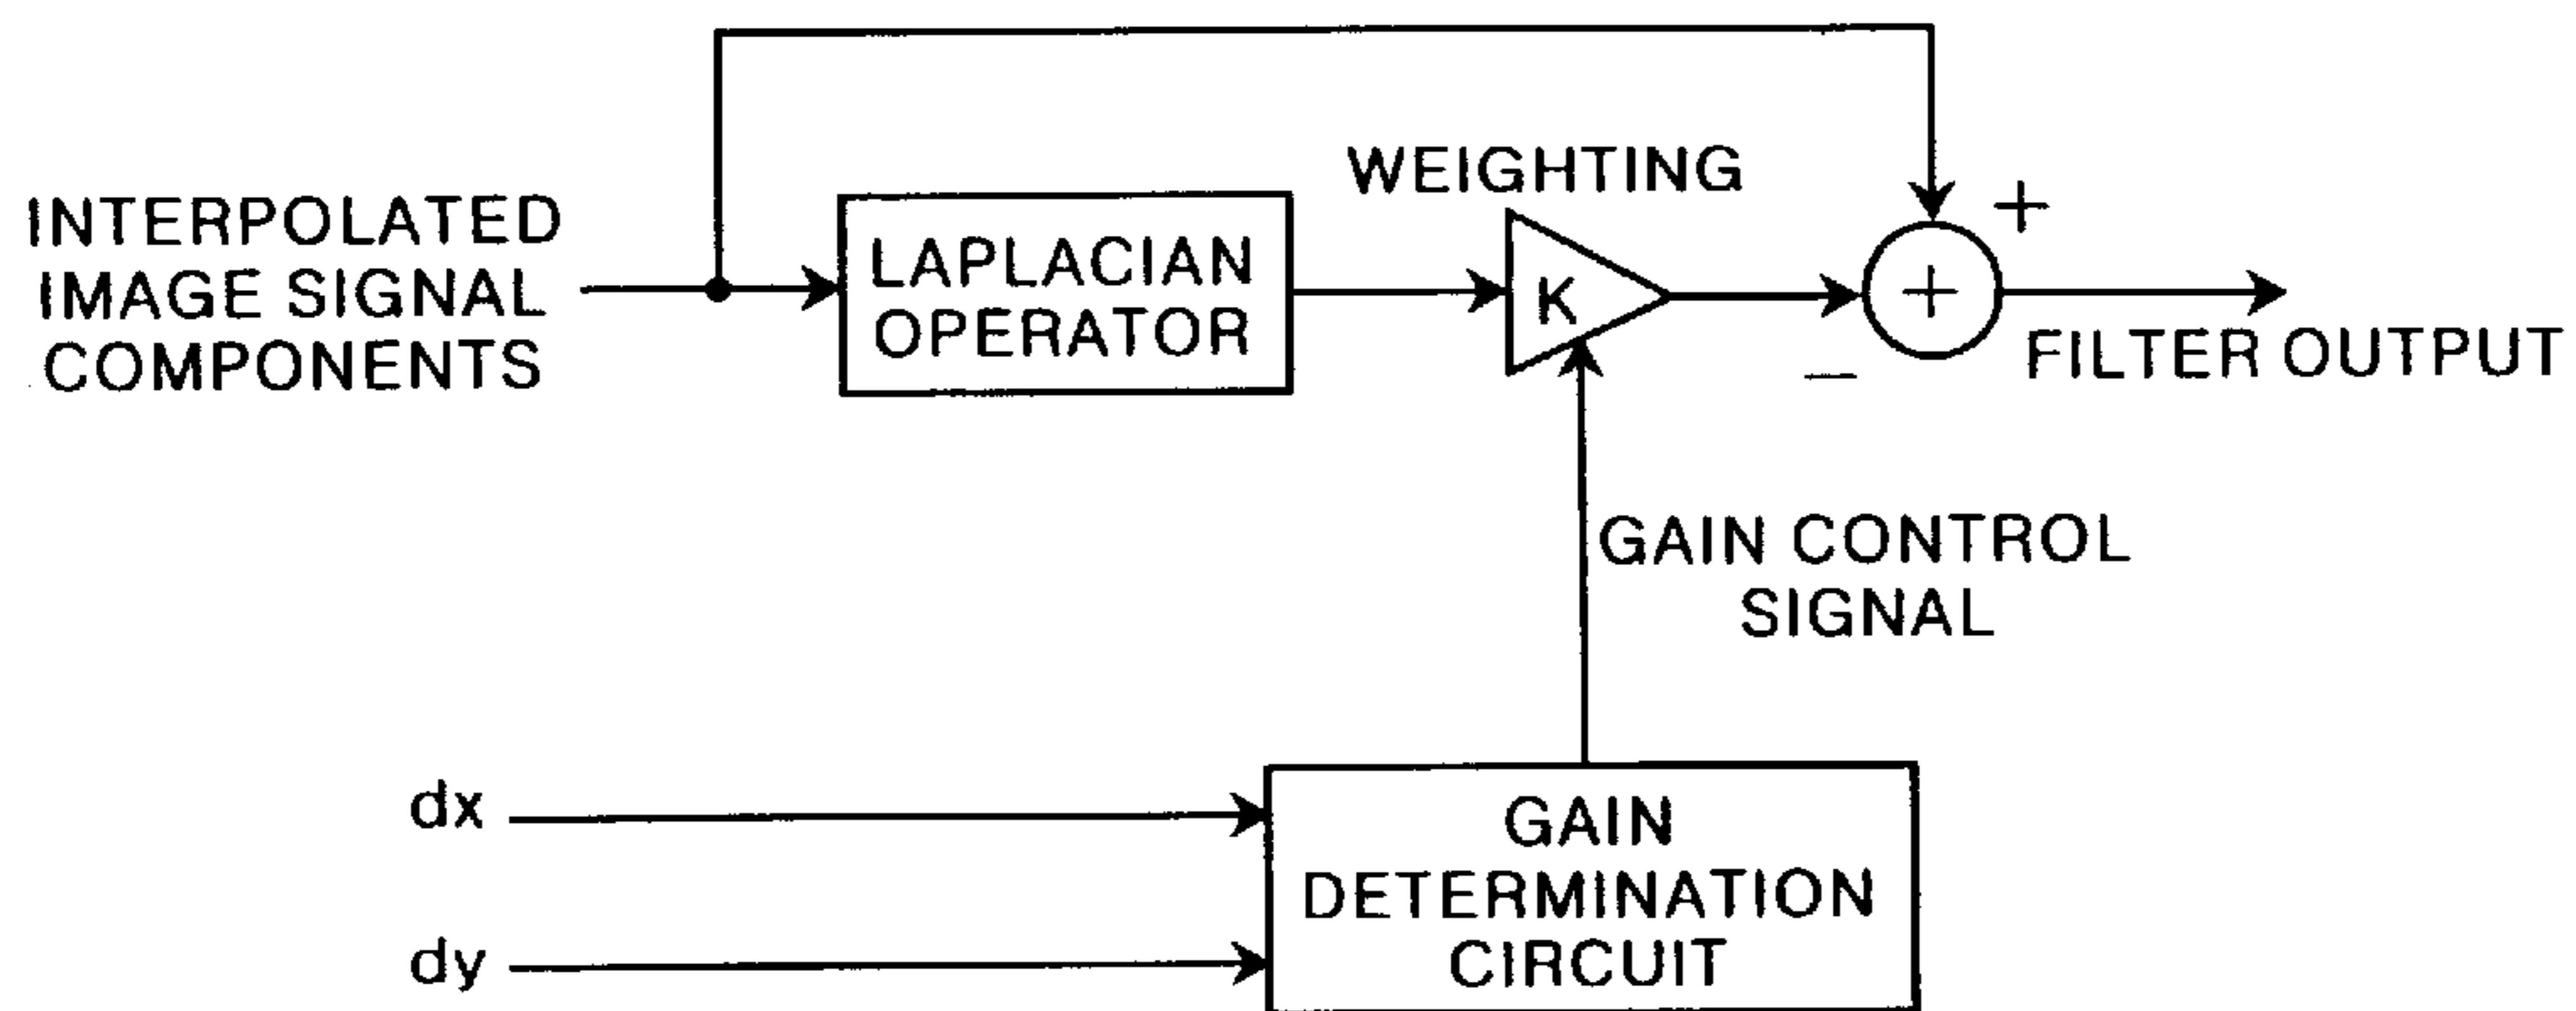 WEIGHTING
INTERPOLATED
IMAGE SIGNAL
COMPONENTS
LAPLACIAN
OPERATOR
K
+
+
−
FILTER OUTPUT
GAIN CONTROL
SIGNAL
dx
dy
GAIN
DETERMINATION
CIRCUIT